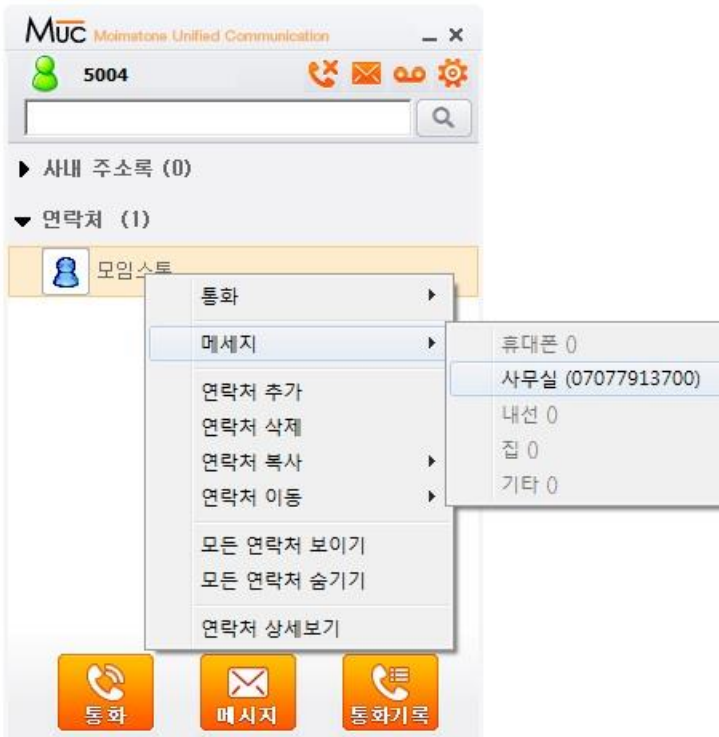 MUC Moimstone Unified Communication
5004
사내 주소록 (0)
연락처 (1)
모임스톤
통화
메세지
연락처 추가
연락처 삭제
연락처 복사
연락처 이동
모든 연락처 보이기
모든 연락처 숨기기
연락처 상세보기
휴대폰 ()
사무실 (07077913700)
내선 ()
집 ()
기타 ()
통화
메시지
통화기록